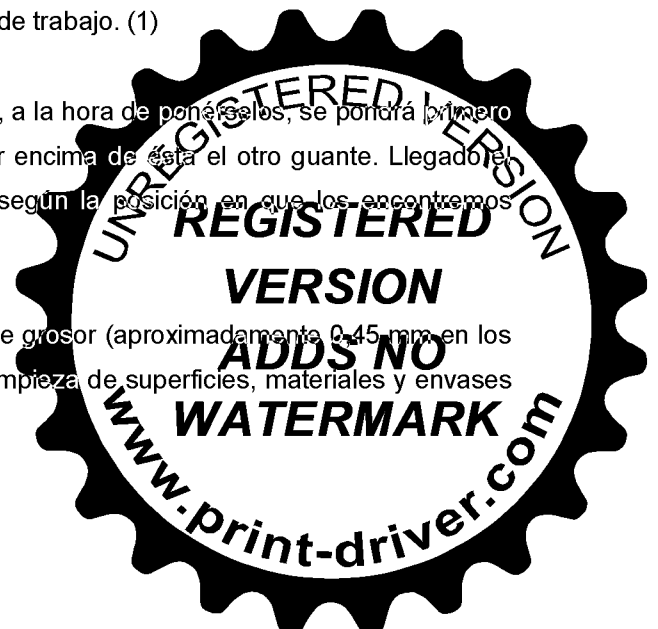 de trabajo. (1)
, a la hora de ponérselos, se pondrá primero
r encima de ésta el otro guante. Llegado el
según la posición en que los encontremos
e grosor (aproximadamente 0,45 mm en los
mpieza de superficies, materiales y envases
UNREGISTERED VERSION
REGISTERED
VERSION
ADDS NO
WATERMARK
www.print-driver.com